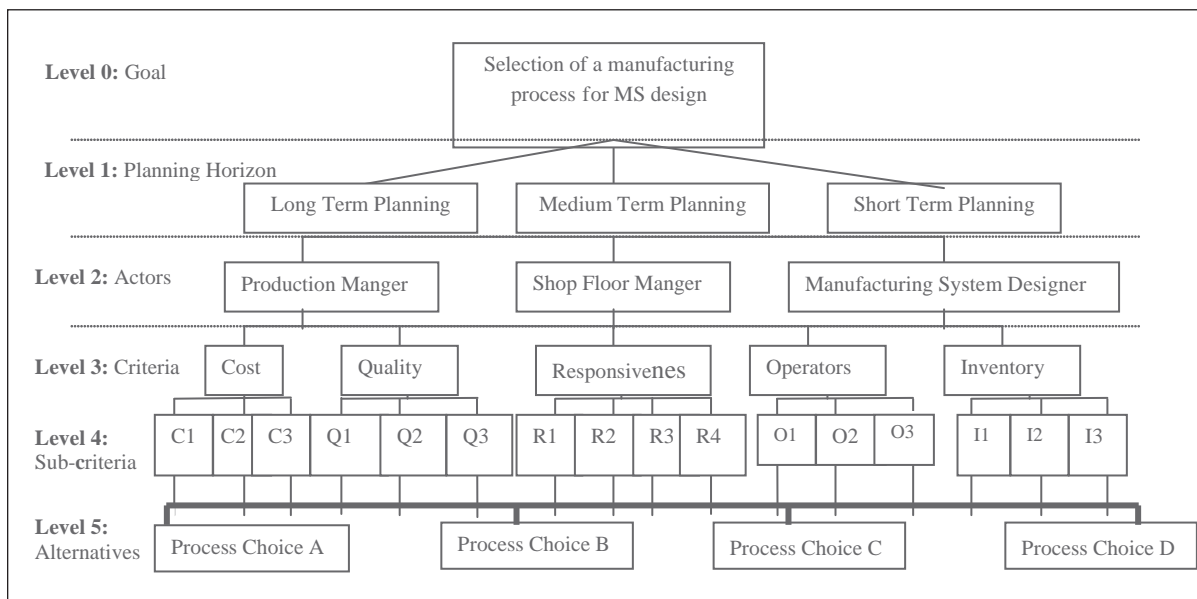 Level 0: Goal
Selection of a manufacturing
process for MS design
Level 1: Planning Horizon
Long Term Planning
Medium Term Planning
Short Term Planning
Level 2: Actors
Production Manger
Shop Floor Manger
Manufacturing System Designer
Level 3: Criteria
Cost
Quality
Responsivenes
Operators
Inventory
Level 4:
Sub-criteria
C1
C2
C3
Q1
Q2
Q3
R1
R2
R3
R4
O1
O2
O3
I1
I2
I3
Level 5:
Alternatives
Process Choice A
Process Choice B
Process Choice C
Process Choice D